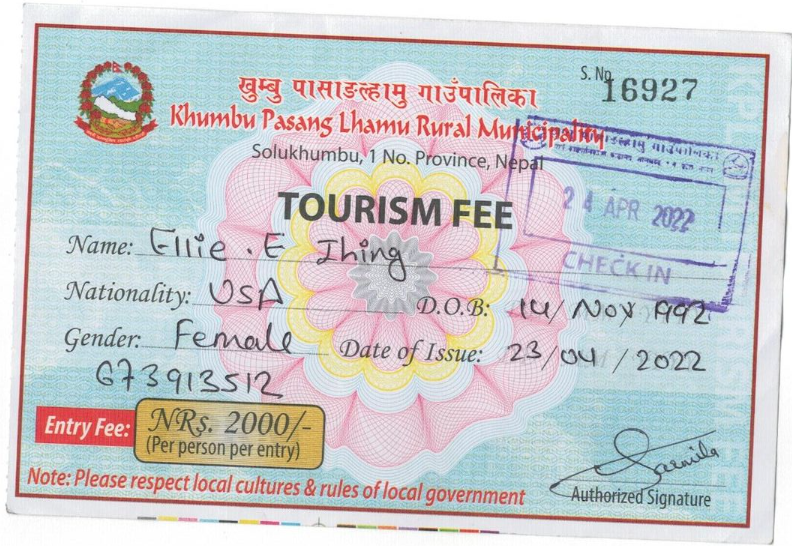 S. No. 16927
खुम्बु पासाङल्हामु गाउँपालिका
Khumbu Pasang Lhamu Rural Municipality
Solukhumbu, 1 No. Province, Nepal
TOURISM FEE
24 APR 2022
CHECK IN
Name: Ellie . E Jhing
Nationality: USA
D.O.B: 14/Nov 1992
Gender: Female
Date of Issue: 23/04/2022
673913512
Entry Fee: NRs. 2000/-
(Per person per entry)
Note: Please respect local cultures & rules of local government
Authorized Signature